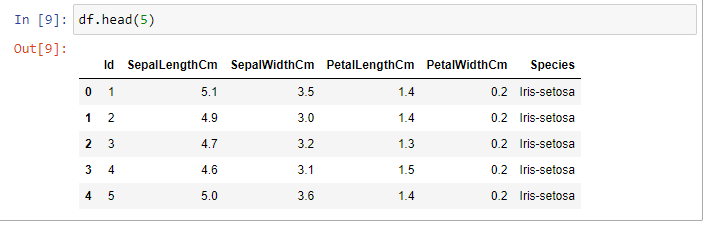 In [9]: df.head(5)
Out[9]:
Id SepalLengthCm SepalWidthCm PetalLengthCm PetalWidthCm Species
0 1 5.1 3.5 1.4 0.2 Iris-setosa
1 2 4.9 3.0 1.4 0.2 Iris-setosa
2 3 4.7 3.2 1.3 0.2 Iris-setosa
3 4 4.6 3.1 1.5 0.2 Iris-setosa
4 5 5.0 3.6 1.4 0.2 Iris-setosa